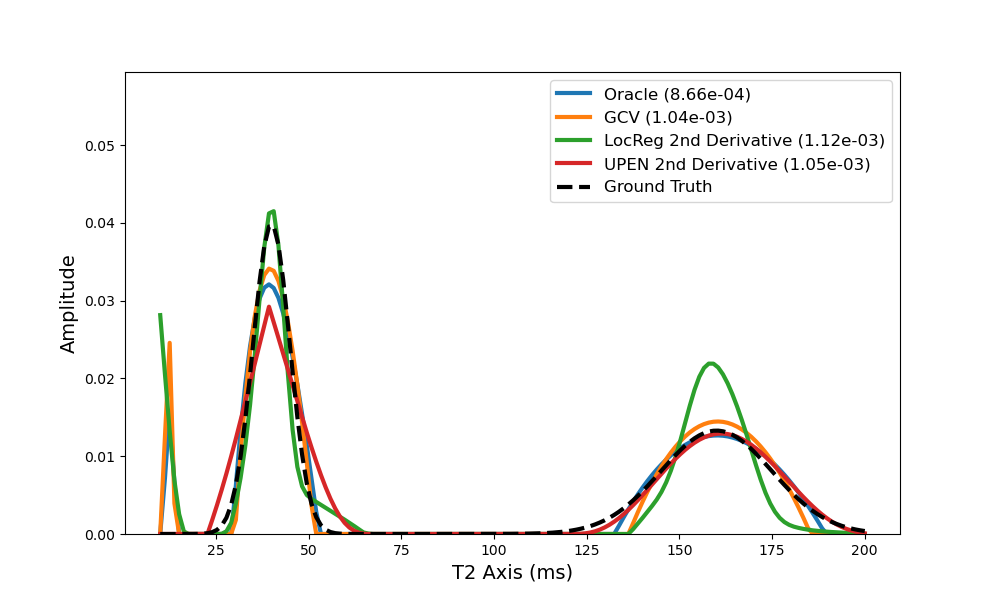 Oracle (8.66e-04)
GCV (1.04e-03)
LocReg 2nd Derivative (1.12e-03)
UPEN 2nd Derivative (1.05e-03)
Ground Truth
Amplitude
0.05
0.04
0.03
0.02
0.01
0.00
25 50 75 100 125 150 175 200
T2 Axis (ms)